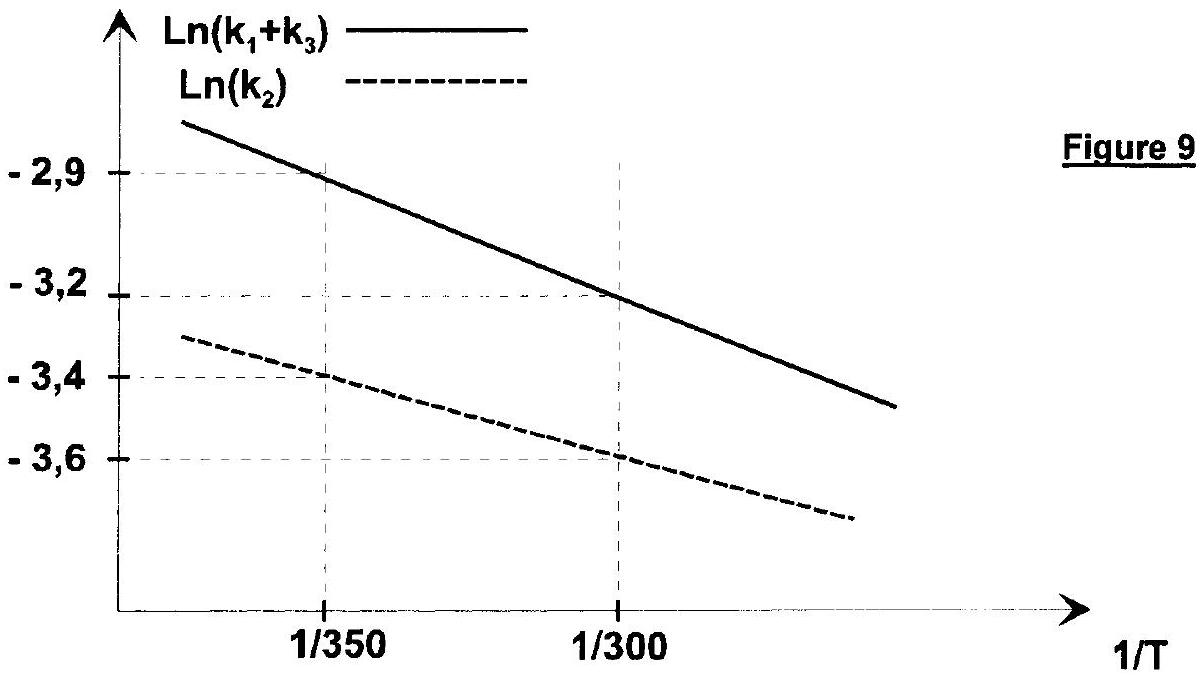 Ln(k₁+k₃)
Ln(k₂)
Figure 9
- 2,9
- 3,2
- 3,4
- 3,6
1/350
1/300
1/T